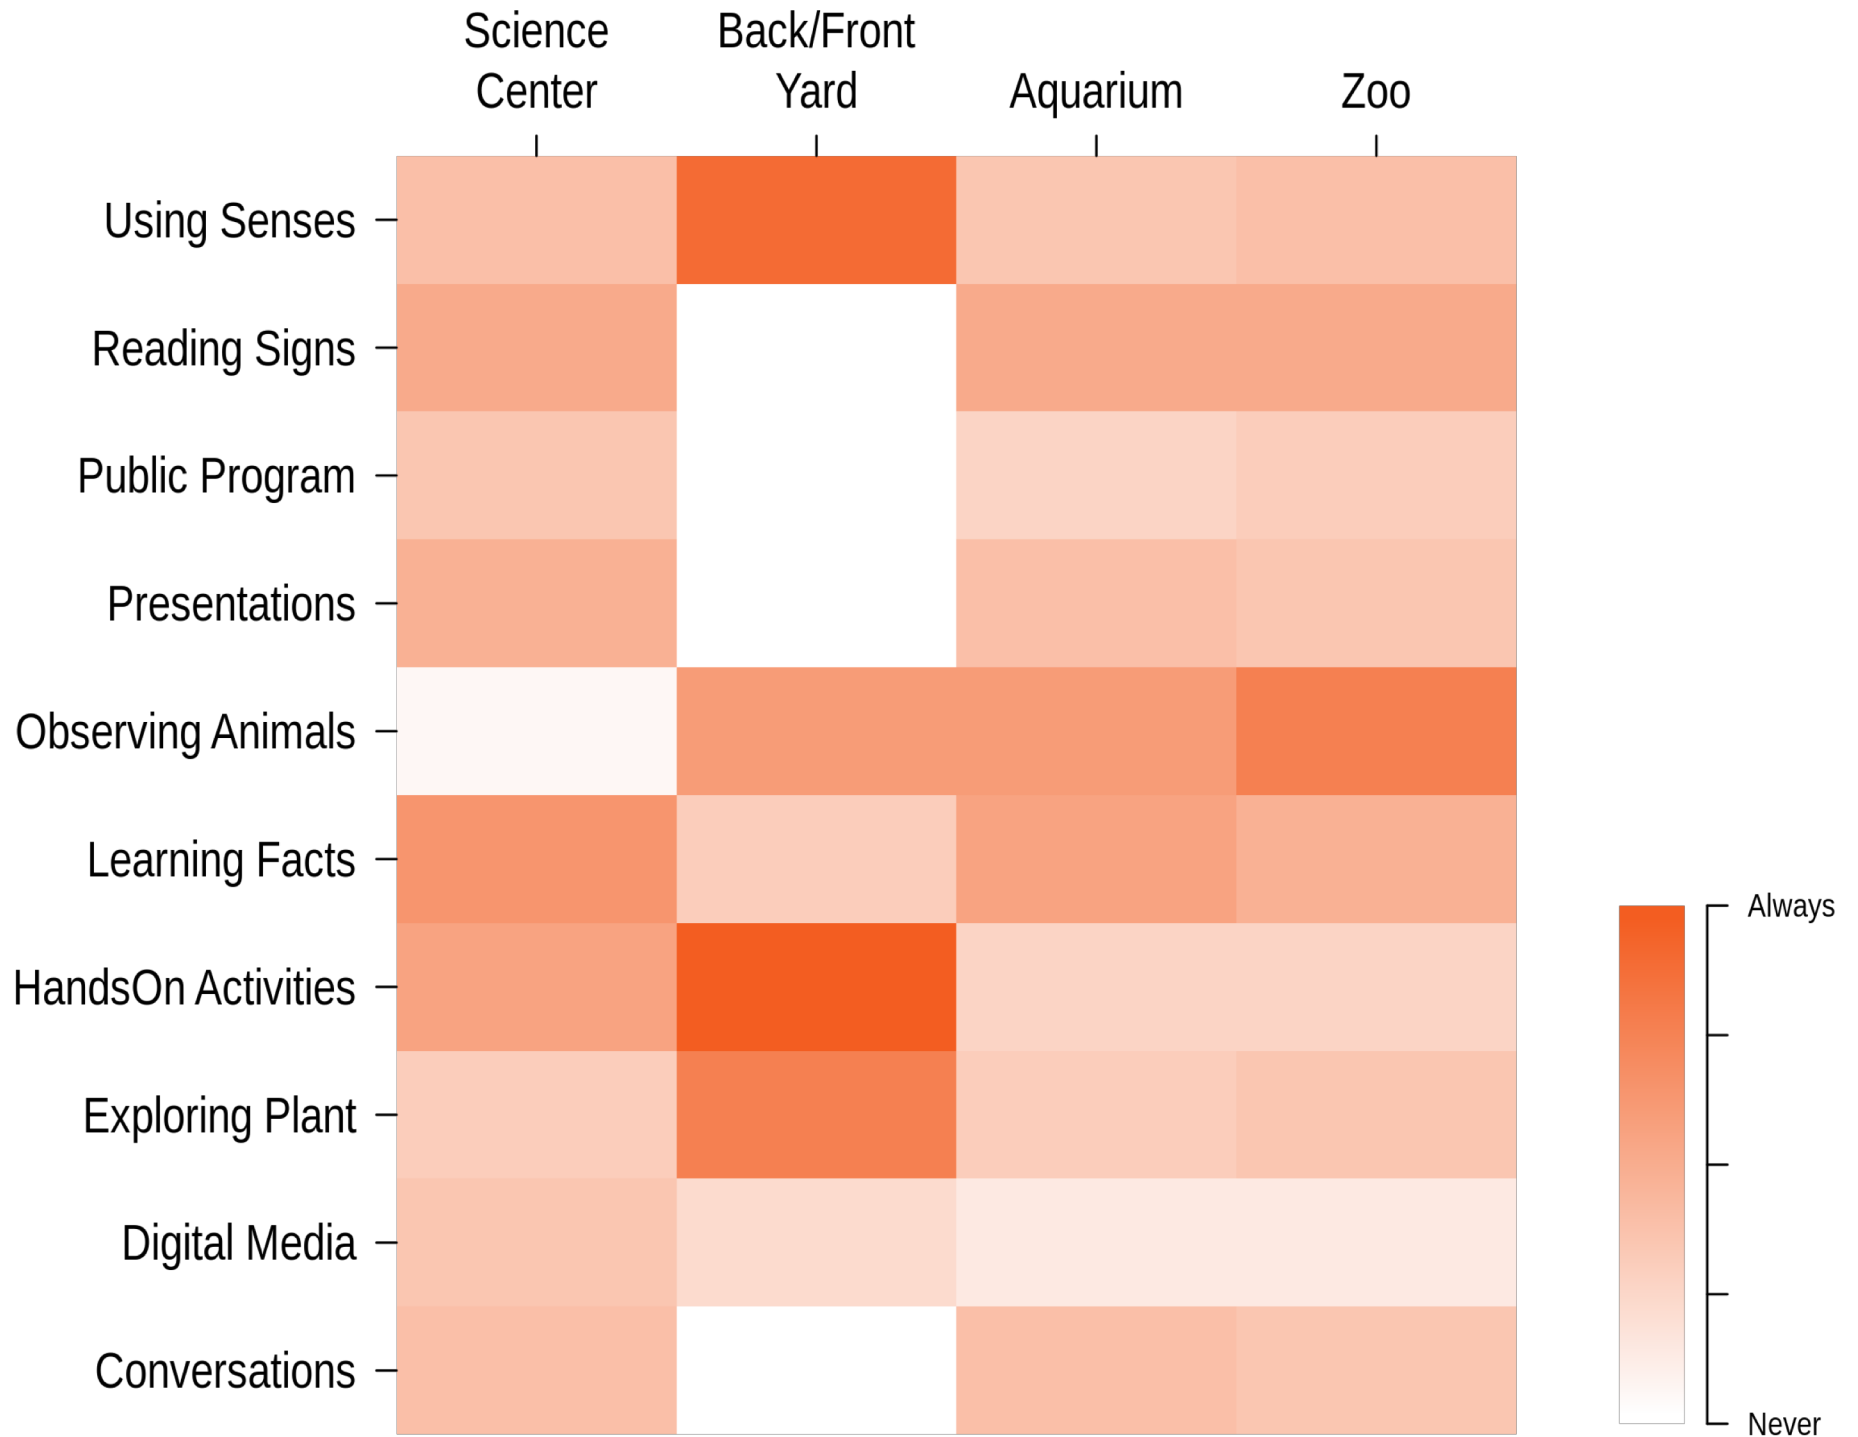 Science
Center
Back/Front
Yard
Aquarium
Zoo
Using Senses
Reading Signs
Public Program
Presentations
Observing Animals
Learning Facts
HandsOn Activities
Exploring Plant
Digital Media
Conversations
Always
Never